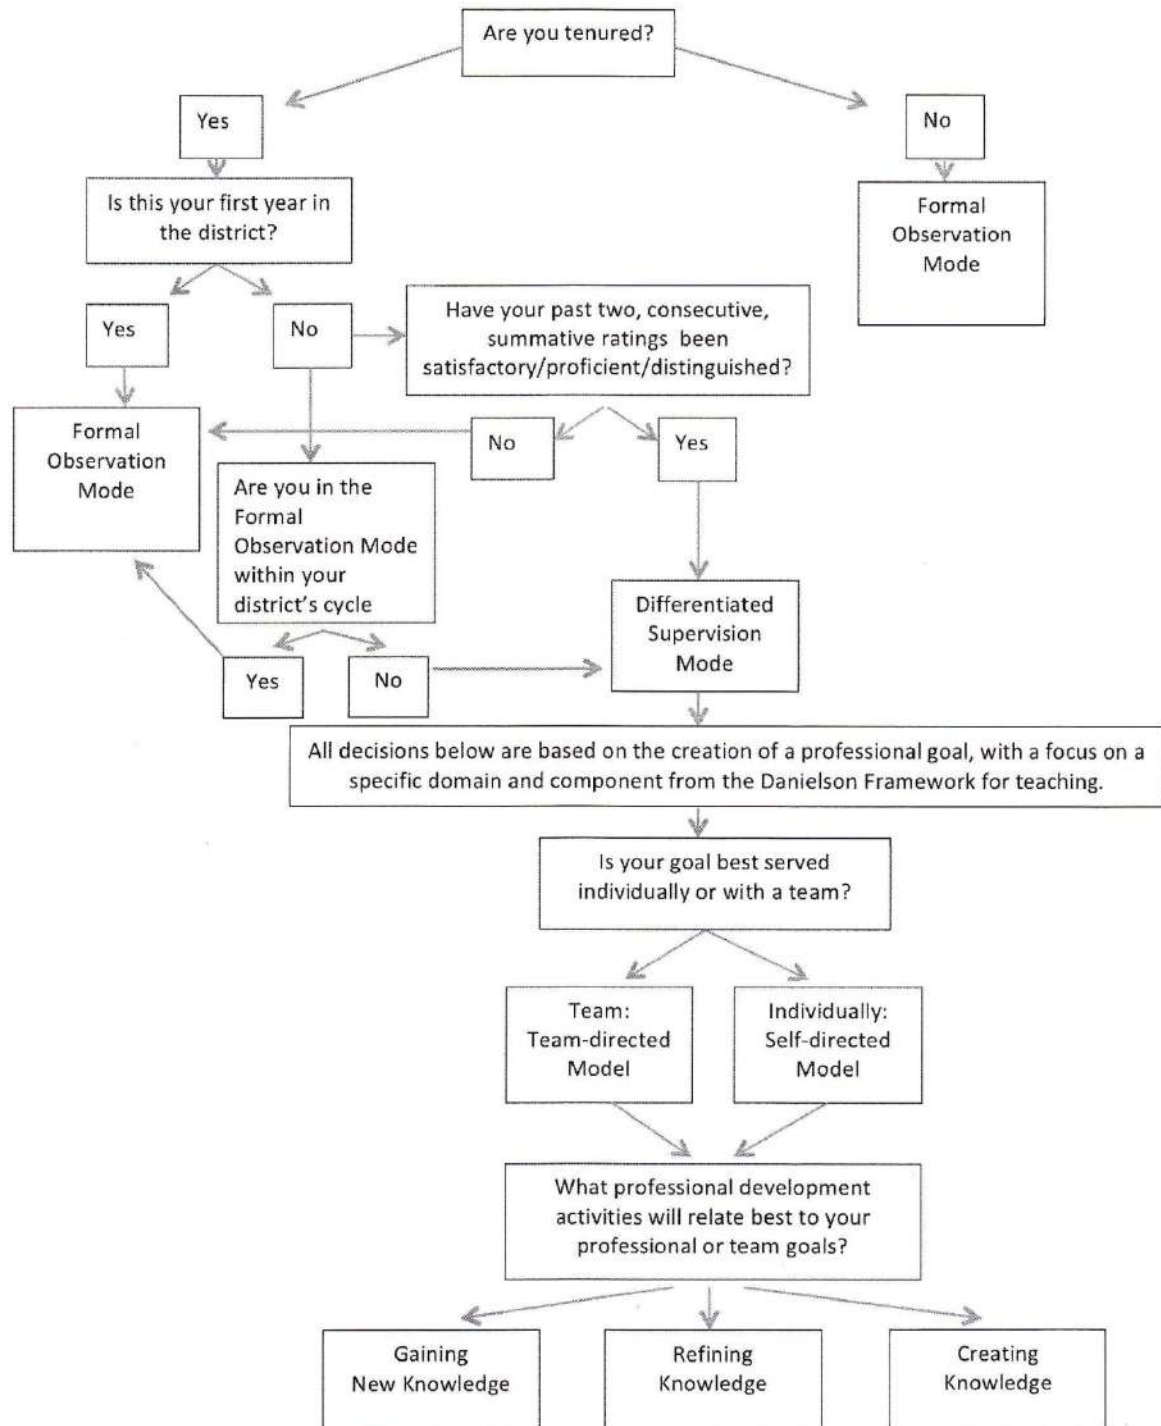 Are you tenured?
Yes
No
Is this your first year in
the district?
Formal
Observation
Mode
Yes
No
Have your past two, consecutive,
summative ratings been
satisfactory/proficient/distinguished?
Formal
Observation
Mode
No
Yes
Are you in the
Formal
Observation Mode
within your
district's cycle
Differentiated
Supervision
Mode
Yes
No
All decisions below are based on the creation of a professional goal, with a focus on a
specific domain and component from the Danielson Framework for teaching.
Is your goal best served
individually or with a team?
Team:
Team-directed
Model
Individually:
Self-directed
Model
What professional development
activities will relate best to your
professional or team goals?
Gaining
New Knowledge
Refining
Knowledge
Creating
Knowledge